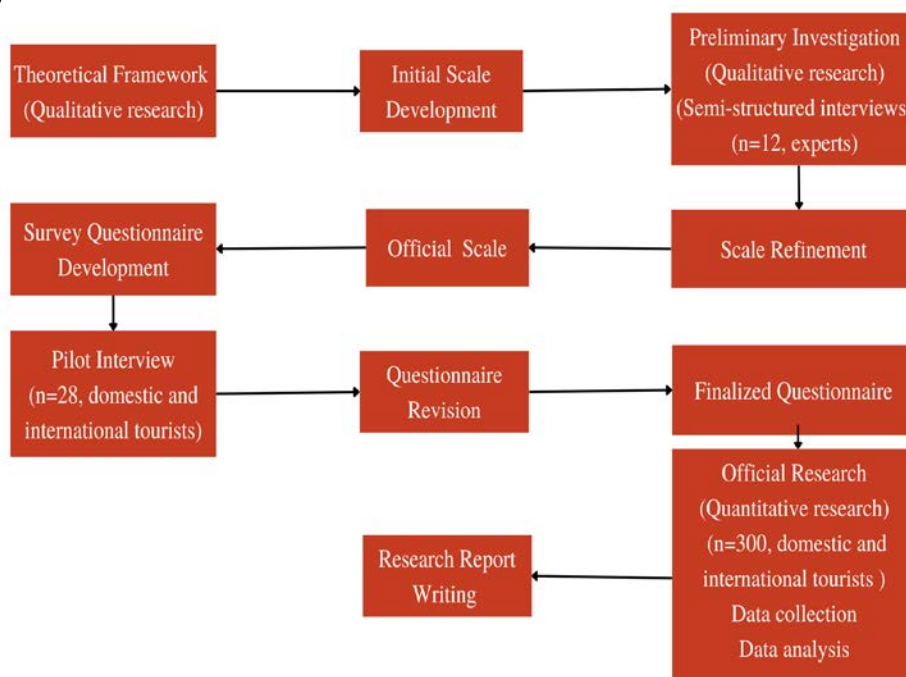 Theoretical Framework
(Qualitative research)
Initial Scale
Development
Preliminary Investigation
(Qualitative research)
(Semi-structured interviews
(n=12, experts)
Scale Refinement
Official Scale
Survey Questionnaire
Development
Pilot Interview
(n=28, domestic and
international tourists)
Questionnaire
Revision
Finalized Questionnaire
Official Research
(Quantitative research)
(n=300, domestic and
international tourists )
Data collection
Data analysis
Research Report
Writing